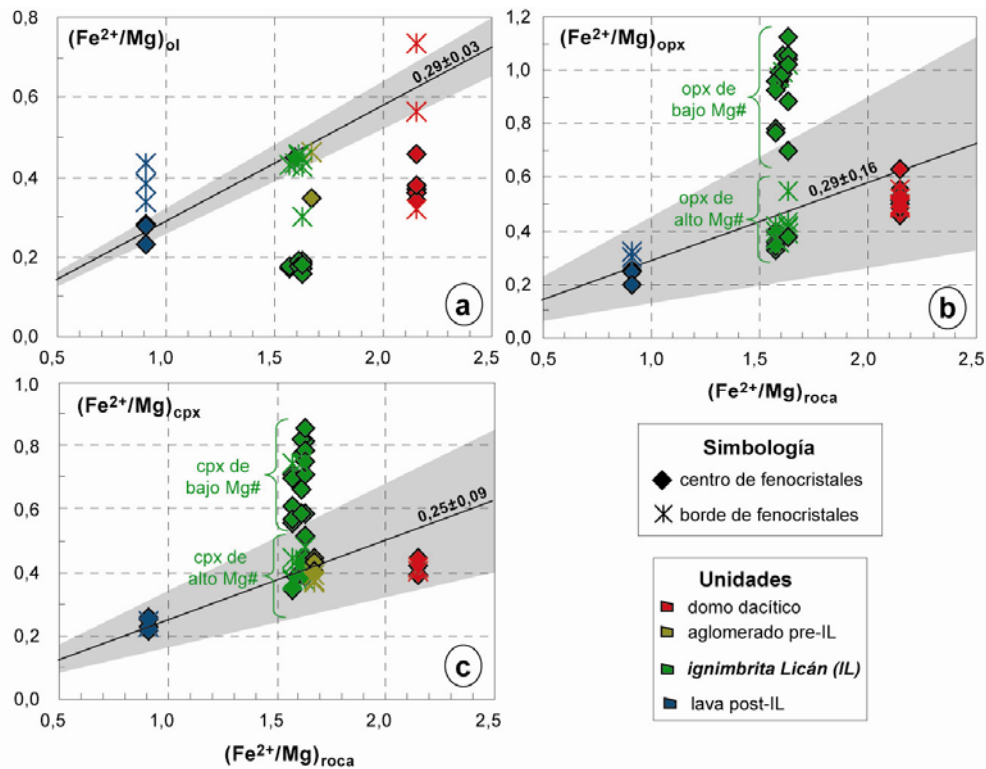 (Fe²⁺/Mg)ol
0,8
0,6
0,4
0,2
0,0
0,29±0,03
a
0,5
1,0
1,5
2,0
2,5
(Fe²⁺/Mg)opx
1,2
1,0
0,8
0,6
0,4
0,2
0,0
opx de
bajo Mg#
opx de
alto Mg#
0,29±0,16
b
0,5
1,0
1,5
2,0
2,5
(Fe²⁺/Mg)roca
(Fe²⁺/Mg)cpx
1,0
0,8
0,6
0,4
0,2
0,0
cpx de
bajo Mg#
cpx de
alto Mg#
0,25±0,09
c
0,5
1,0
1,5
2,0
2,5
(Fe²⁺/Mg)roca
Simbología
centro de fenocristales
borde de fenocristales
Unidades
domo dacítico
aglomerado pre-IL
ignimbrita Licán (IL)
lava post-IL